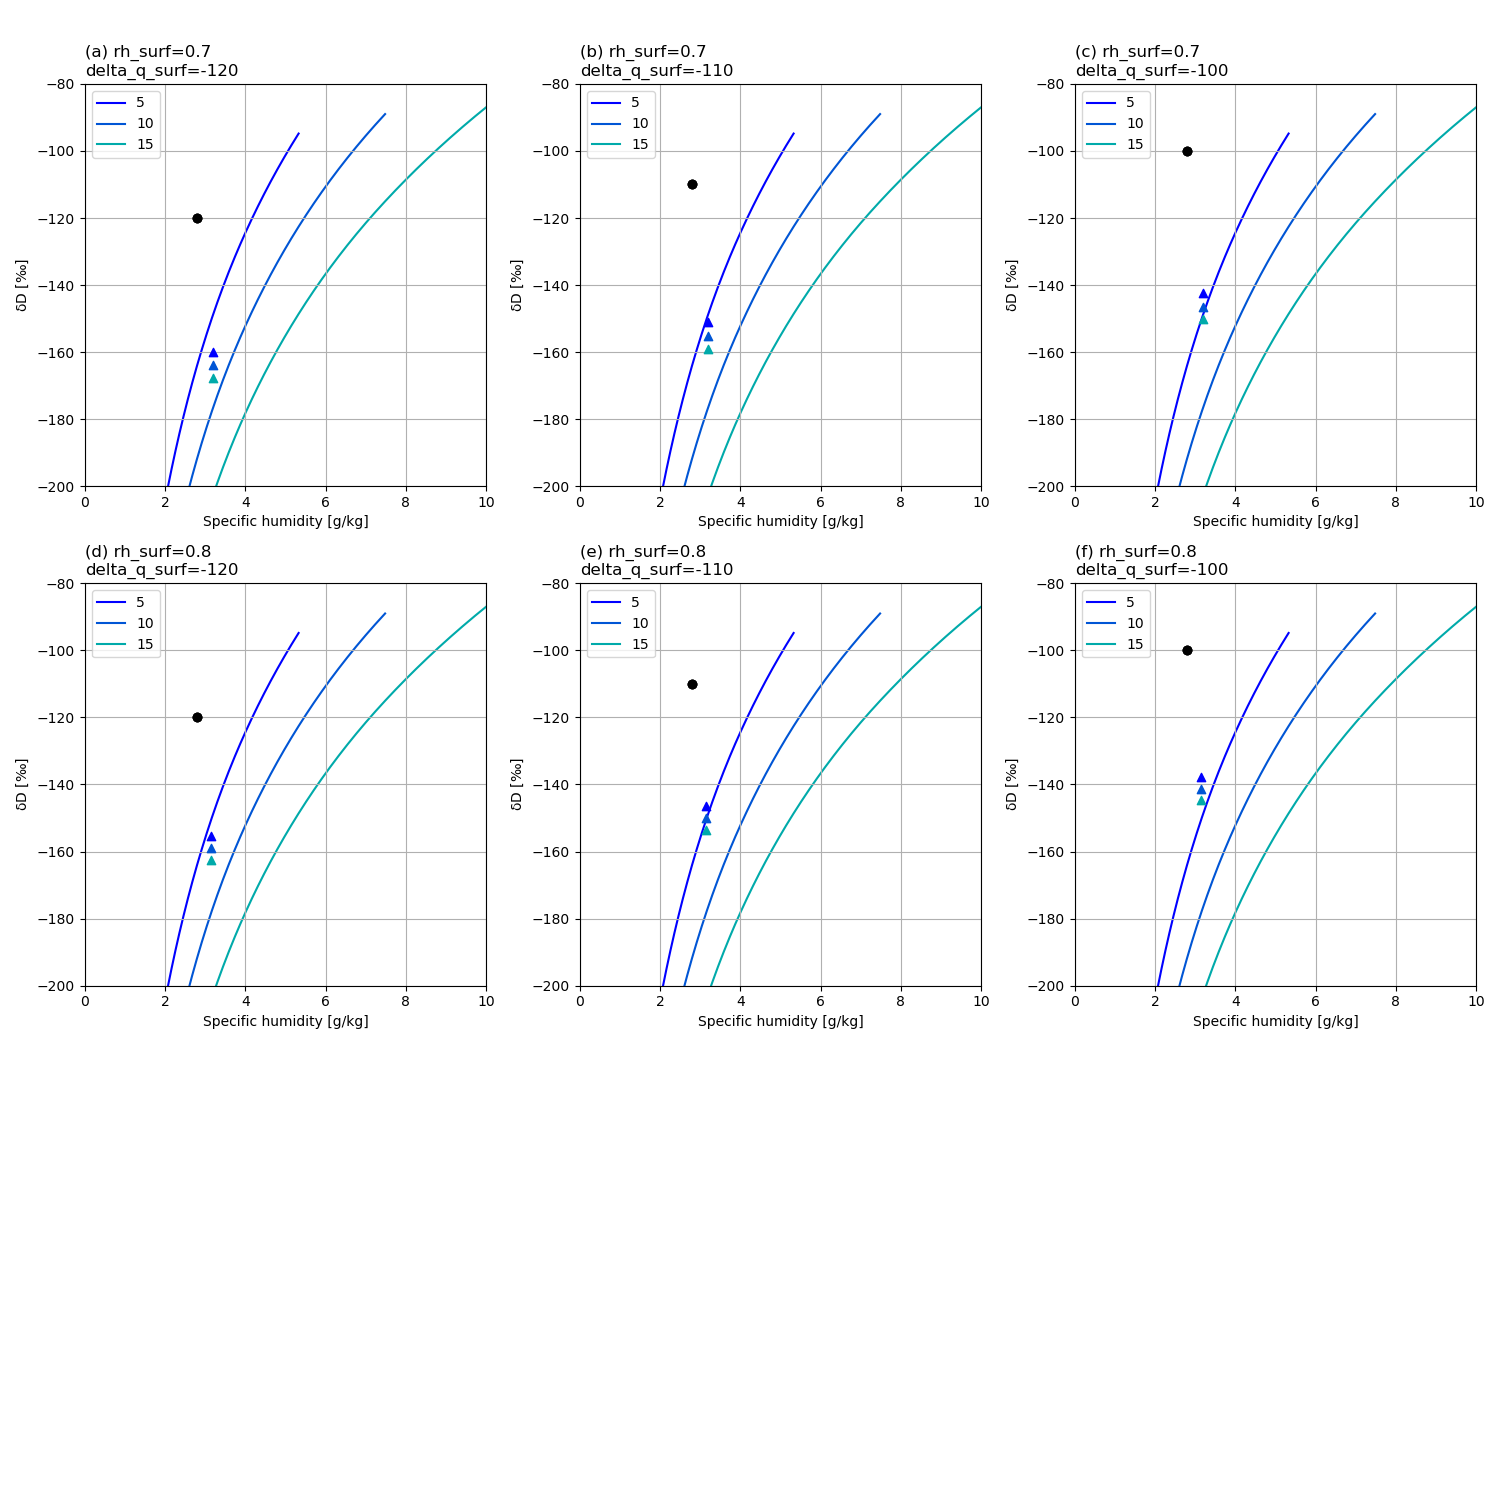 (a) rh_surf=0.7
delta_q_surf=-120
−80
−100
−120
−140
−160
−180
−200
δD [‰]
5
10
15
0 2 4 6 8 10
Specific humidity [g/kg]
(b) rh_surf=0.7
delta_q_surf=-110
−80
−100
−120
−140
−160
−180
−200
δD [‰]
5
10
15
0 2 4 6 8 10
Specific humidity [g/kg]
(c) rh_surf=0.7
delta_q_surf=-100
−80
−100
−120
−140
−160
−180
−200
δD [‰]
5
10
15
0 2 4 6 8 10
Specific humidity [g/kg]
(d) rh_surf=0.8
delta_q_surf=-120
−80
−100
−120
−140
−160
−180
−200
δD [‰]
5
10
15
0 2 4 6 8 10
Specific humidity [g/kg]
(e) rh_surf=0.8
delta_q_surf=-110
−80
−100
−120
−140
−160
−180
−200
δD [‰]
5
10
15
0 2 4 6 8 10
Specific humidity [g/kg]
(f) rh_surf=0.8
delta_q_surf=-100
−80
−100
−120
−140
−160
−180
−200
δD [‰]
5
10
15
0 2 4 6 8 10
Specific humidity [g/kg]